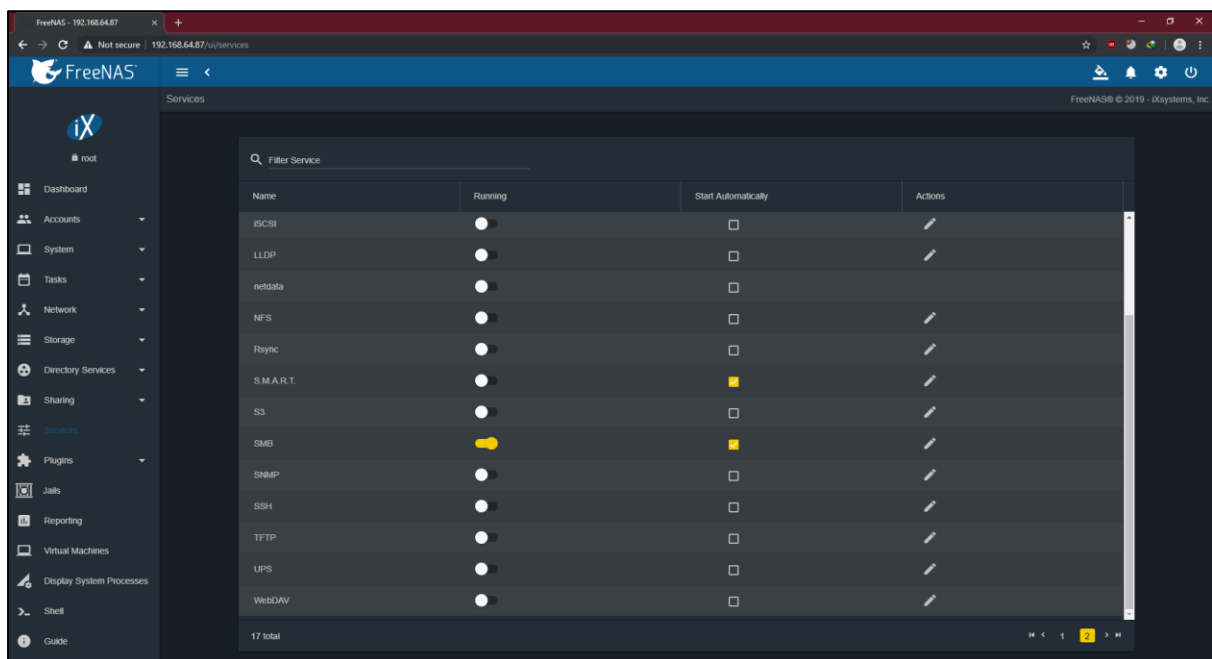 FreeNAS - 192.168.64.87
Not secure | 192.168.64.87/ui/services
FreeNAS
Services
FreeNAS® © 2019 - iXsystems, Inc.
iX
root
Filter Service
Dashboard
Accounts
System
Tasks
Network
Storage
Directory Services
Sharing
Services
Plugins
Jails
Reporting
Virtual Machines
Display System Processes
Shell
Guide
Name Running Start Automatically Actions
iSCSI
LLDP
netdata
NFS
Rsync
S.M.A.R.T.
S3
SMB
SNMP
SSH
TFTP
UPS
WebDAV
17 total
1 2